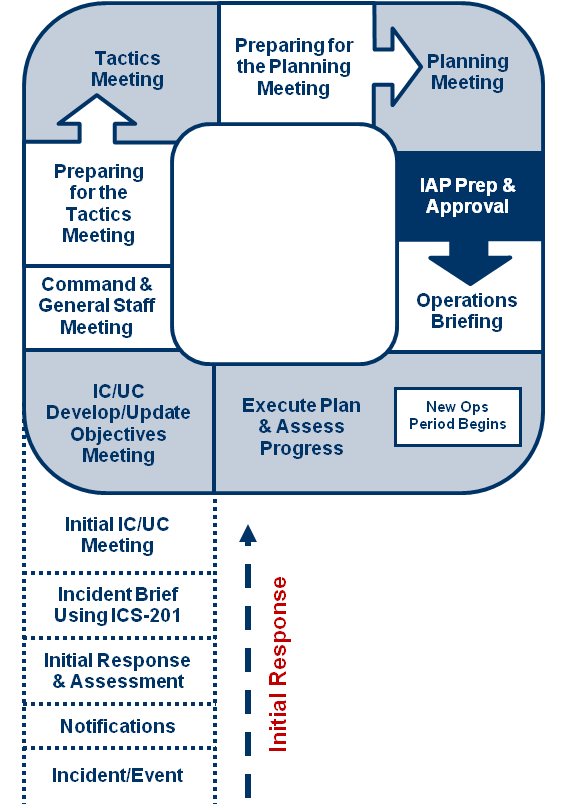 Tactics
Meeting
Preparing for
the Planning
Meeting
Planning
Meeting
Preparing
for the
Tactics
Meeting
IAP Prep &
Approval
Command &
General Staff
Meeting
Operations
Briefing
IC/UC
Develop/Update
Objectives
Meeting
Execute Plan
& Assess
Progress
New Ops
Period Begins
Initial IC/UC
Meeting
Incident Brief
Using ICS-201
Initial Response
& Assessment
Notifications
Incident/Event
Initial Response